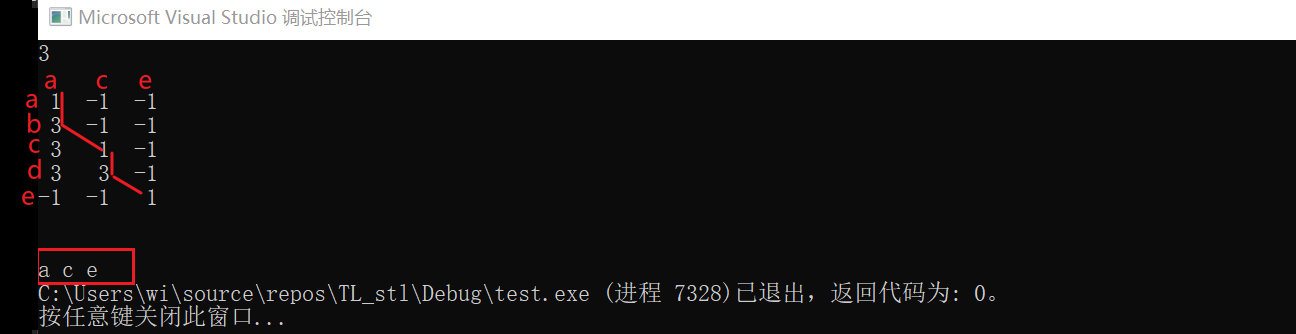 Microsoft Visual Studio 调试控制台
3
a c e
a 1 -1 -1
b 3 -1 -1
c 3 1 -1
d 3 3 -1
e -1 -1 1
a c e
C:\Users\wi\source\repos\TL_stl\Debug\test.exe (进程 7328)已退出，返回代码为: 0。
按任意键关闭此窗口...